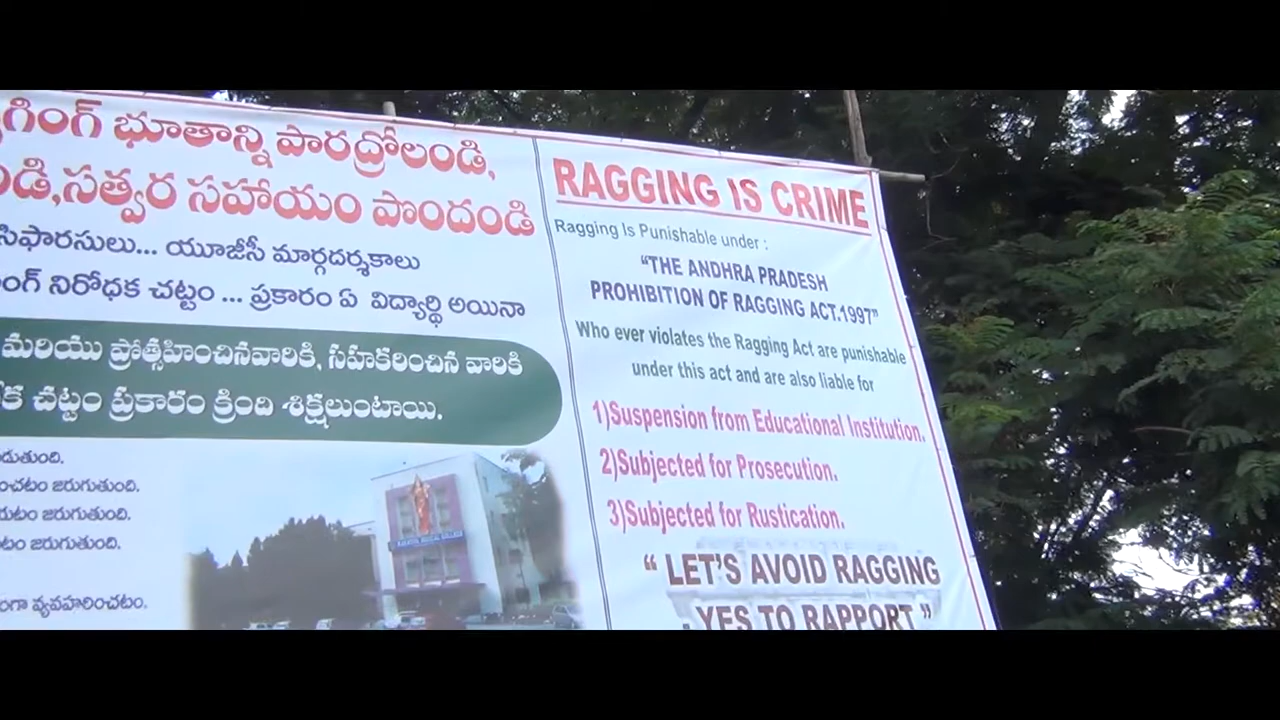 గింగ్ భూతాన్ని పారద్రోలండి,
సత్వర సహాయం పొందండి
సిఫారసులు... యూజీసీ మార్గదర్శకాలు
నిరోధక చట్టం ... ప్రకారం ఏ విద్యార్థి అయినా
మరియు ప్రోత్సహించినవారికి, సహకరించిన వారికి
చట్టం ప్రకారం క్రింది శిక్షలుంటాయి.
జరుగుతుంది.
జరుగుతుంది.
జరుగుతుంది.
వ్యవహరించటం.
RAGGING IS CRIME
Ragging Is Punishable under :
“THE ANDHRA PRADESH
PROHIBITION OF RAGGING ACT.1997”
Who ever violates the Ragging Act are punishable
under this act and are also liable for
1)Suspension from Educational Institution.
2)Subjected for Prosecution.
3)Subjected for Rustication.
“ LET'S AVOID RAGGING
- YES TO RAPPORT ”